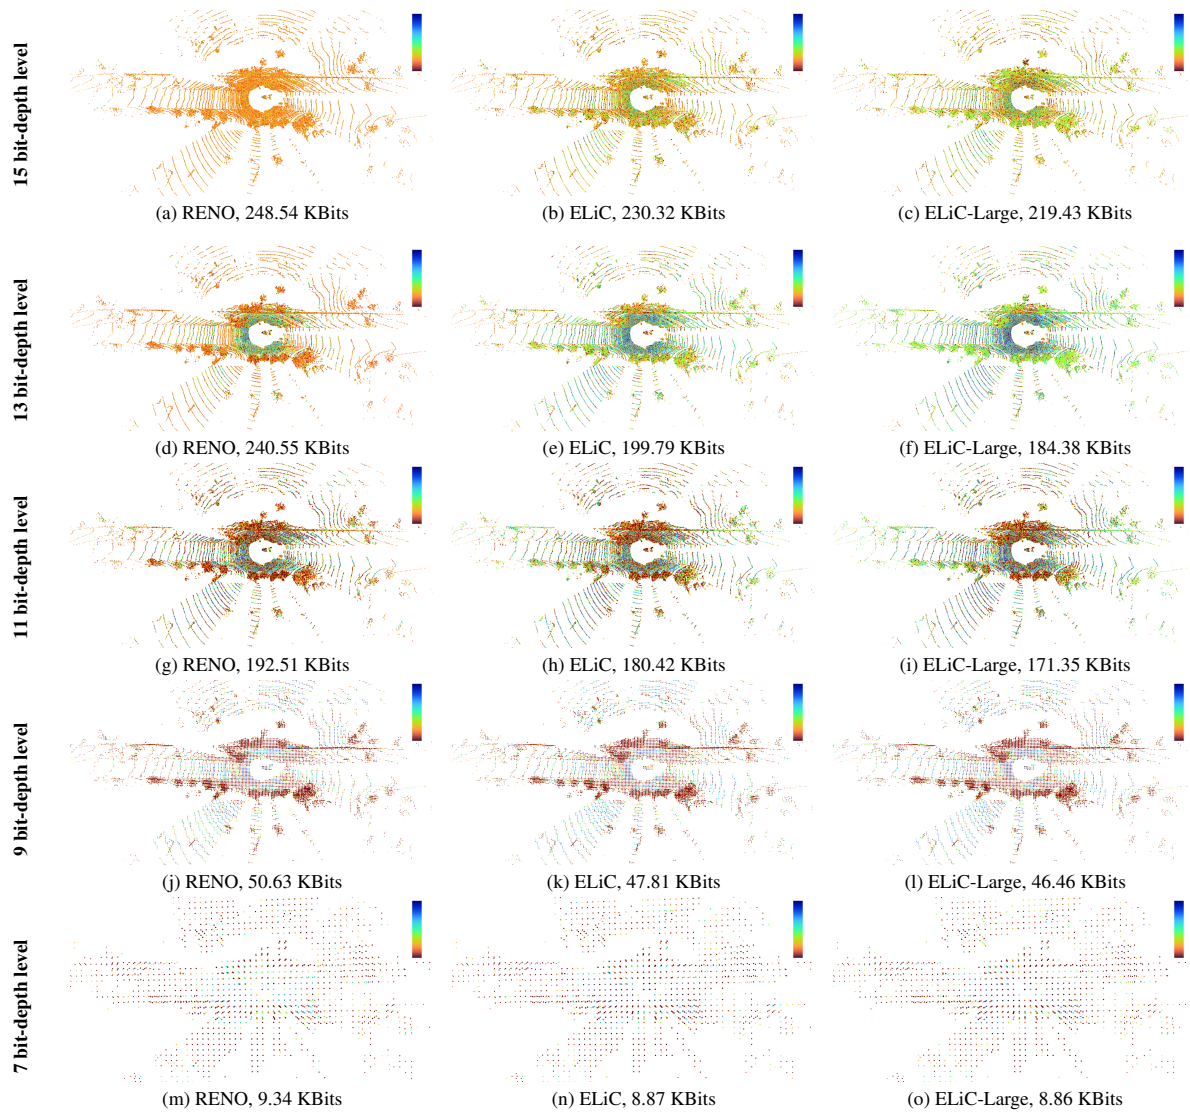 15 bit-depth level
(a) RENO, 248.54 KBits
(b) ELiC, 230.32 KBits
(c) ELiC-Large, 219.43 KBits
13 bit-depth level
(d) RENO, 240.55 KBits
(e) ELiC, 199.79 KBits
(f) ELiC-Large, 184.38 KBits
11 bit-depth level
(g) RENO, 192.51 KBits
(h) ELiC, 180.42 KBits
(i) ELiC-Large, 171.35 KBits
9 bit-depth level
(j) RENO, 50.63 KBits
(k) ELiC, 47.81 KBits
(l) ELiC-Large, 46.46 KBits
7 bit-depth level
(m) RENO, 9.34 KBits
(n) ELiC, 8.87 KBits
(o) ELiC-Large, 8.86 KBits